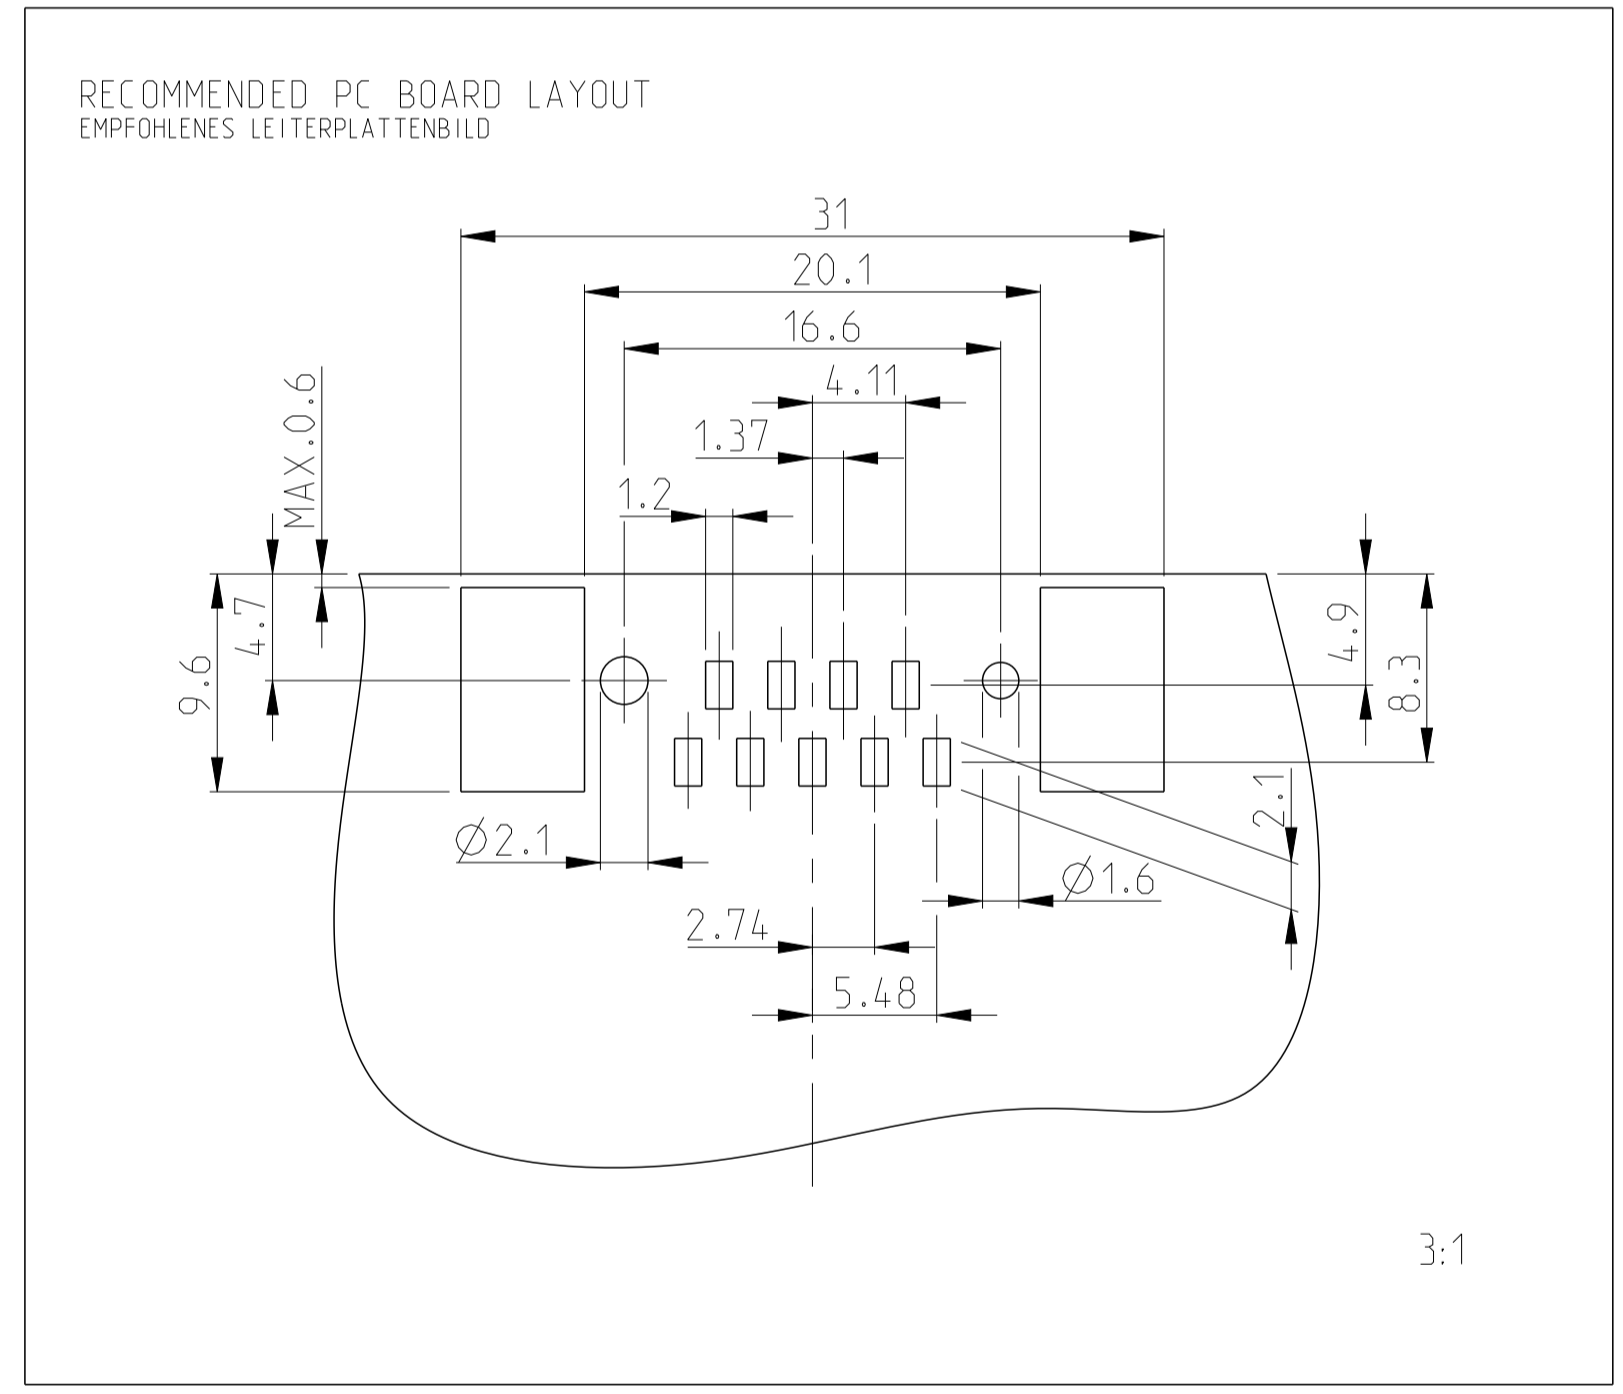 RECOMMENDED PC BOARD LAYOUT
EMPFOHLENES LEITERPLATTENBILD
31
20.1
16.6
4.11
1.37
1.2
MAX.0.6
4.7
9.6
4.9
8.3
2.1
Ø2.1
Ø1.6
2.74
5.48
3:1